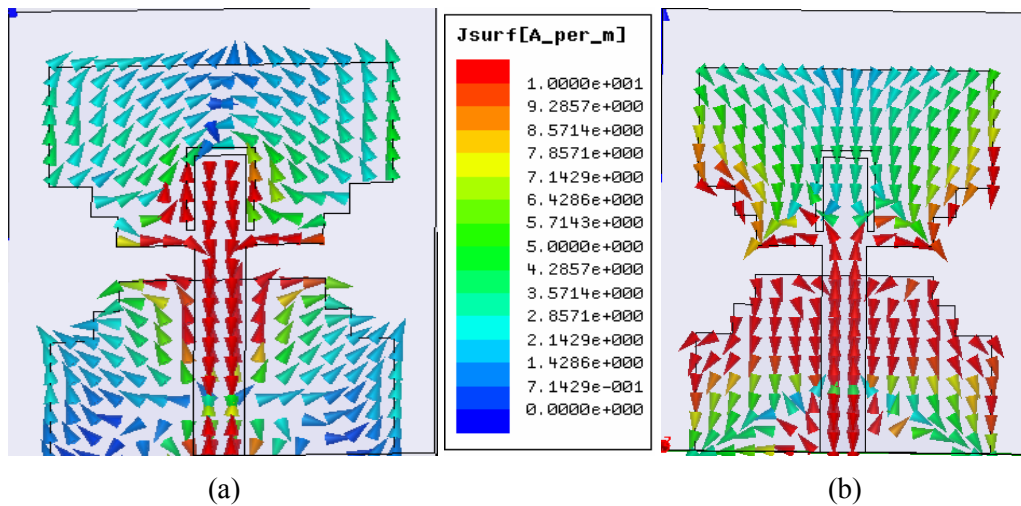 Jsurf[A_per_m]
1.0000e+001
9.2857e+000
8.5714e+000
7.8571e+000
7.1429e+000
6.4286e+000
5.7143e+000
5.0000e+000
4.2857e+000
3.5714e+000
2.8571e+000
2.1429e+000
1.4286e+000
7.1429e-001
0.0000e+000
(a)
(b)